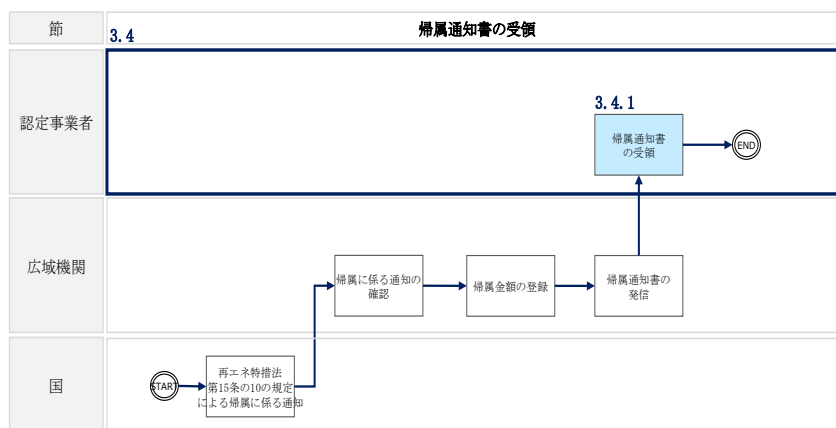 節
3.4
帰属通知書の受領
認定事業者
3.4.1
帰属通知書
の受領
END
広域機関
帰属に係る通知の
確認
帰属金額の登録
帰属通知書の
発信
国
START
再エネ特措法
第15条の10の規定
による帰属に係る通知